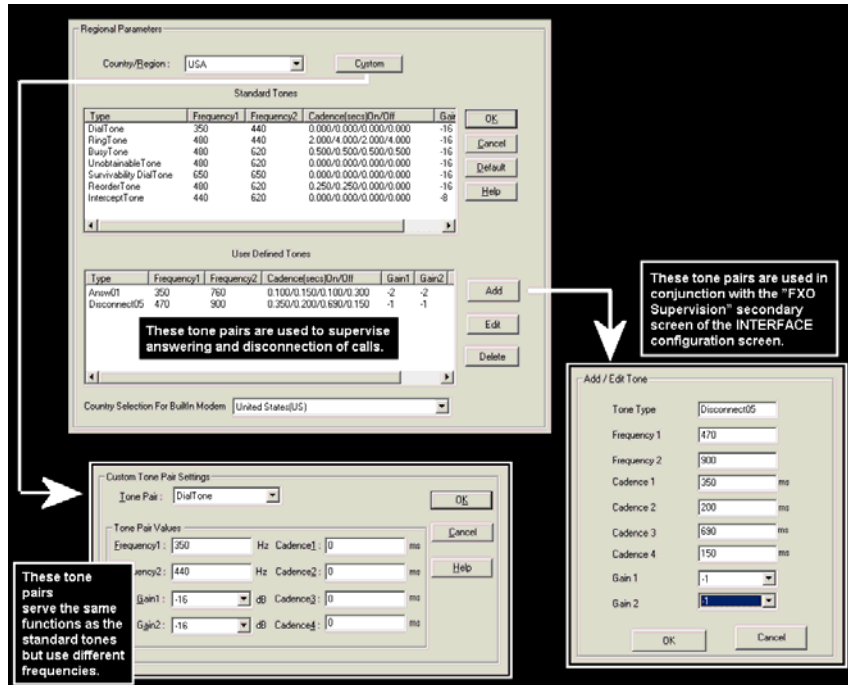 Regional Parameters
Country/Region : USA Custom
Standard Tones
Type Frequency1 Frequency2 Cadence(secs)On/Off Gain
DialTone 350 440 0.000/0.000/0.000/0.000 -16
RingTone 480 440 2.000/4.000/2.000/4.000 -16
BusyTone 480 620 0.500/0.500/0.500/0.500 -16
UnobtainableTone 480 620 0.000/0.000/0.000/0.000 -16
Survivability DialTone 650 650 0.000/0.000/0.000/0.000 -16
ReorderTone 480 620 0.250/0.250/0.000/0.000 -16
InterceptTone 440 620 0.000/0.000/0.000/0.000 -8
OK
Cancel
Default
Help
User Defined Tones
Type Frequency1 Frequency2 Cadence(secs)On/Off Gain1 Gain2
Answ01 350 760 0.100/0.150/0.100/0.300 -2 -2
Disconnect05 470 900 0.350/0.200/0.690/0.150 -1 -1
These tone pairs are used to supervise
answering and disconnection of calls.
Add
Edit
Delete
Country Selection For BuiltIn Modem United States(US)
These tone pairs are used in
conjunction with the "FXO
Supervision" secondary
screen of the INTERFACE
configuration screen.
Add / Edit Tone
Tone Type Disconnect05
Frequency 1 470
Frequency 2 900
Cadence 1 350 ms
Cadence 2 200 ms
Cadence 3 690 ms
Cadence 4 150 ms
Gain 1 -1
Gain 2 -1
OK Cancel
Custom Tone Pair Settings
Tone Pair : DialTone
Tone Pair Values
Frequency1 : 350 Hz Cadence1 : 0 ms
ency2 : 440 Hz Cadence2 : 0 ms
Gain1 : -16 dB Cadence3 : 0 ms
Gain2 : -16 dB Cadence4 : 0 ms
OK
Cancel
Help
These tone
pairs
serve the same
functions as the
standard tones
but use different
frequencies.